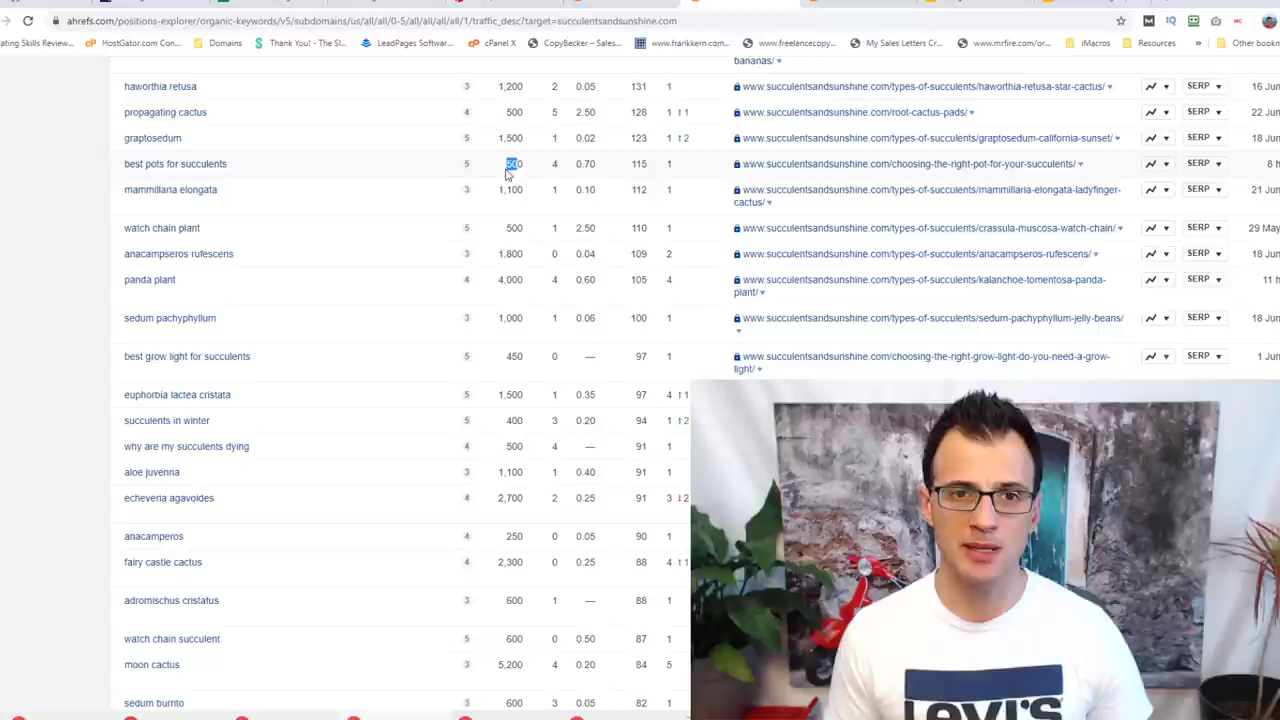 ahrefs.com/positions-explorer/organic-keywords/v5/subdomains/us/all/all/0-5/all/all/all/all/1/traffic_desc?target=succulentsandsunshine.com
ating Skills Review... HostGator.com Domains Thank You! - The Sl... LeadPages Software... cPanel X CopyBecker – Sales... www.frankkern.com... www.freelancecopy... My Sales Letters Cr... www.mrfire.com/or... iMacros Resources » Other book
bananas/
haworthia retusa 3 1,200 2 0.05 131 1 www.succulentsandsunshine.com/types-of-succulents/haworthia-retusa-star-cactus/ SERP 16 Jun
propagating cactus 4 500 5 2.50 128 1 ↑1 www.succulentsandsunshine.com/root-cactus-pads/ SERP 22 Jun
graptosedum 5 1,500 1 0.02 123 1 ↑2 www.succulentsandsunshine.com/types-of-succulents/graptosedum-california-sunset/ SERP 18 Jun
best pots for succulents 5 500 4 0.70 115 1 www.succulentsandsunshine.com/choosing-the-right-pot-for-your-succulents/ SERP 8 h
mammillaria elongata 3 1,100 1 0.10 112 1 www.succulentsandsunshine.com/types-of-succulents/mammillaria-elongata-ladyfinger- SERP 21 Jun
cactus/
watch chain plant 5 500 1 2.50 110 1 www.succulentsandsunshine.com/types-of-succulents/crassula-muscosa-watch-chain/ SERP 29 May
anacampseros rufescens 3 1,800 0 0.04 109 2 www.succulentsandsunshine.com/types-of-succulents/anacampseros-rufescens/ SERP 18 Jun
panda plant 4 4,000 4 0.60 105 4 www.succulentsandsunshine.com/types-of-succulents/kalanchoe-tomentosa-panda- SERP 11 h
plant/
sedum pachyphyllum 3 1,000 1 0.06 100 1 www.succulentsandsunshine.com/types-of-succulents/sedum-pachyphyllum-jelly-beans/ SERP 18 Jun
best grow light for succulents 5 450 0 — 97 1 www.succulentsandsunshine.com/choosing-the-right-grow-light-do-you-need-a-grow- SERP 1 Jun
light/
euphorbia lactea cristata 5 1,500 1 0.35 97 4 ↑1
succulents in winter 5 400 3 0.20 94 1 ↑2
why are my succulents dying 4 500 4 — 91 1
aloe juvenna 3 1,100 1 0.40 91 1
echeveria agavoides 4 2,700 2 0.25 91 3 ↓2
anacamperos 4 250 0 0.05 90 1
fairy castle cactus 4 2,300 0 0.25 88 4 ↑1
adromischus cristatus 3 600 1 — 88 1
watch chain succulent 5 600 0 0.50 87 1
moon cactus 3 5,200 4 0.20 84 5
sedum burrito 3 600 3 0.05 82 1
Levi's